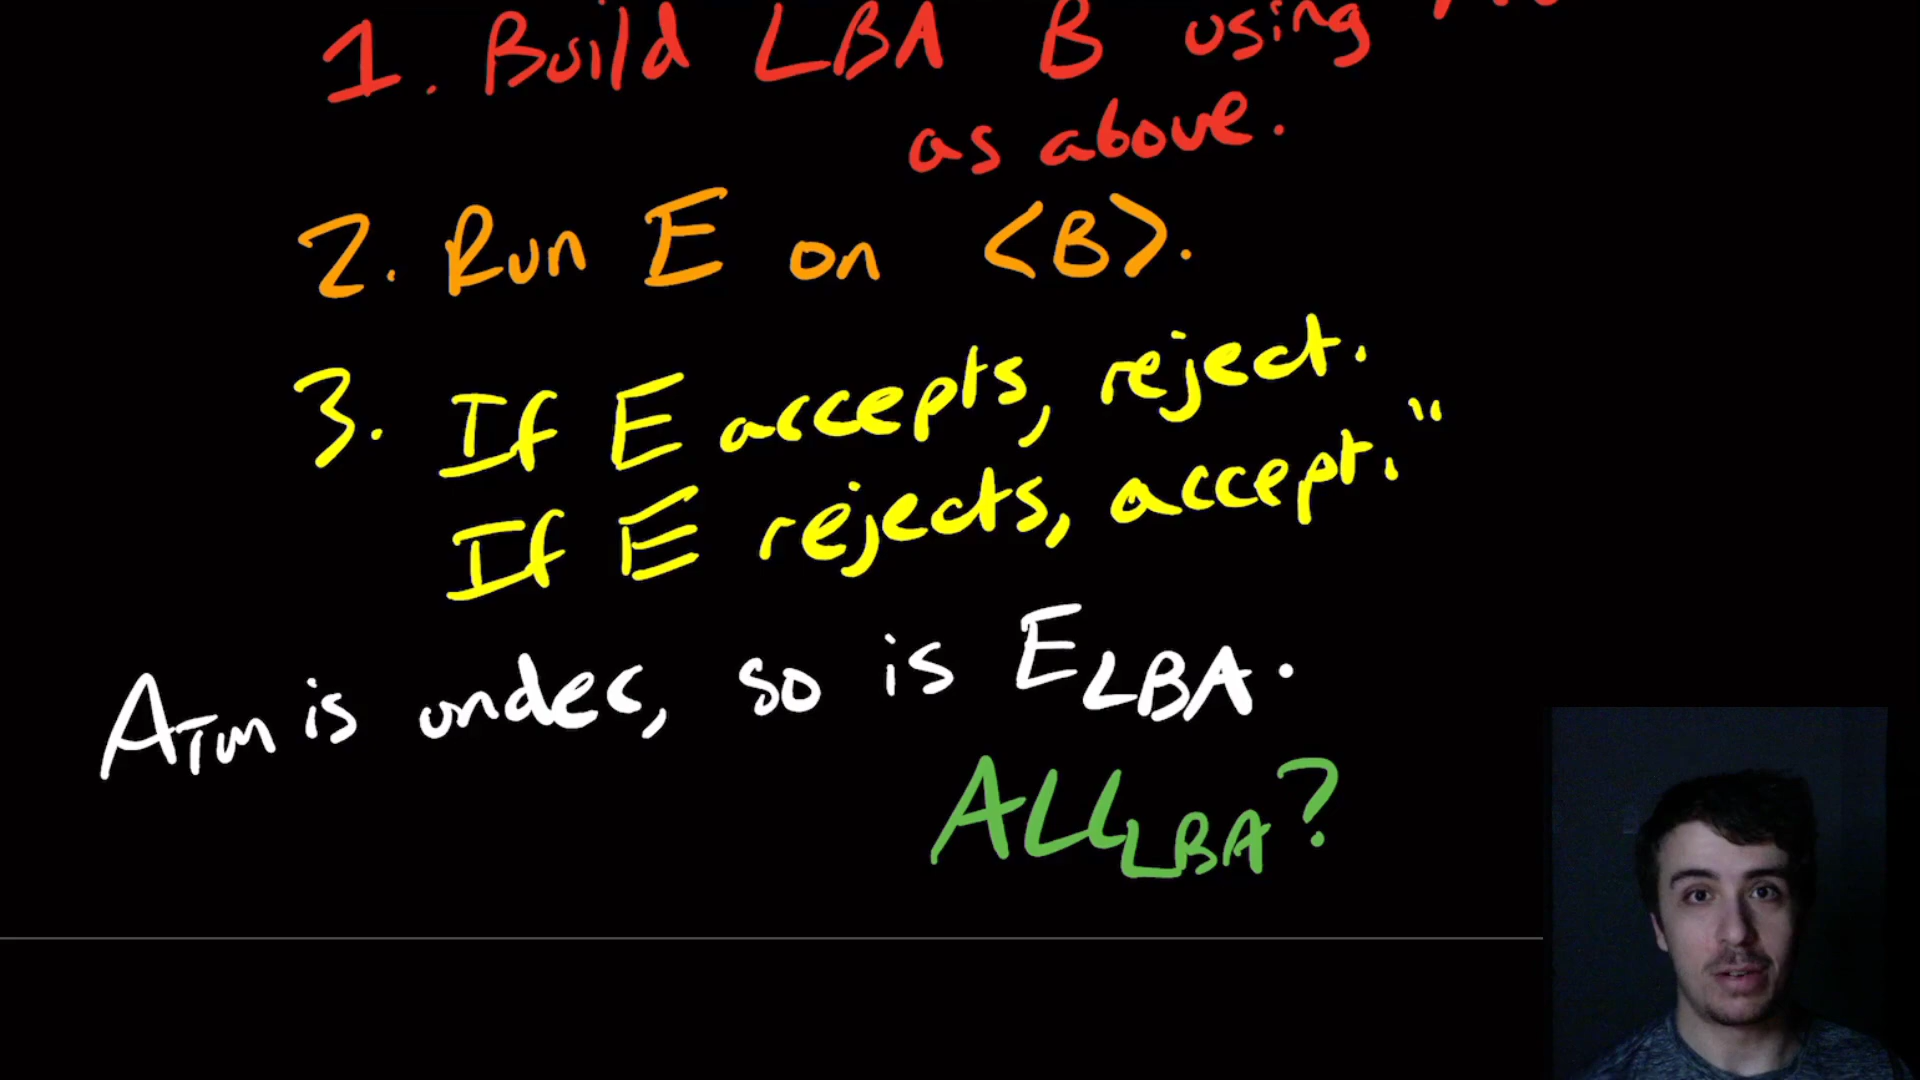 1. Build LBA B using
as above.
2. Run E on <B>.
3. If E accepts, reject.
If E rejects, accept."
ATM is undec, so is ELBA.
ALLLBA?